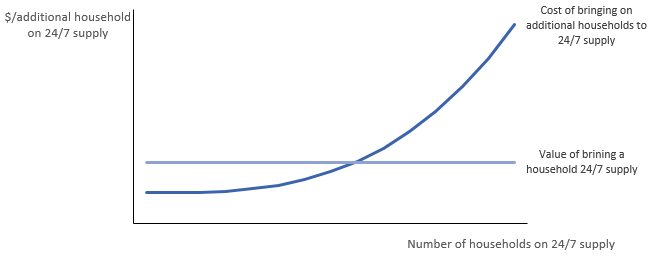 $/additional household
on 24/7 supply
Cost of bringing on
additional households to
24/7 supply
Value of brining a
household 24/7 supply
Number of households on 24/7 supply